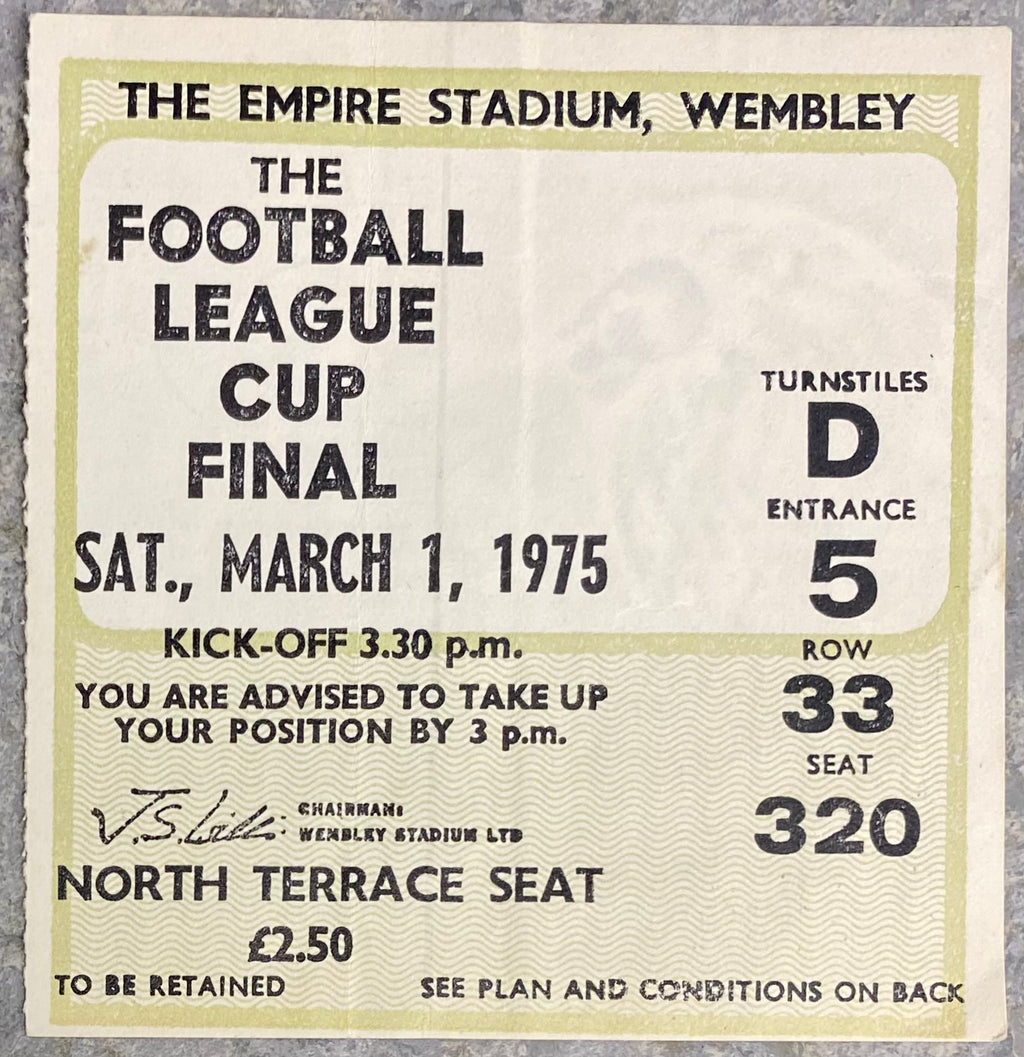 THE EMPIRE STADIUM, WEMBLEY
THE
FOOTBALL
LEAGUE
CUP
FINAL
SAT., MARCH 1, 1975
KICK-OFF 3.30 p.m.
YOU ARE ADVISED TO TAKE UP
YOUR POSITION BY 3 p.m.
TURNSTILES
D
ENTRANCE
5
ROW
33
SEAT
320
J.S.
CHAIRMAN:
WEMBLEY STADIUM LTD
NORTH TERRACE SEAT
£2.50
TO BE RETAINED
SEE PLAN AND CONDITIONS ON BACK